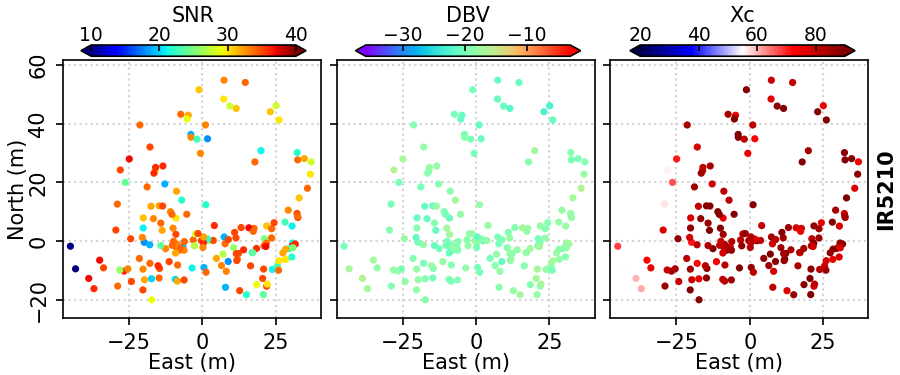 SNR DBV Xc
10 20 30 40 −30 −20 −10 20 40 60 80
60
40
20
0
−20
North (m)
IR5210
−25 0 25 −25 0 25 −25 0 25
East (m) East (m) East (m)